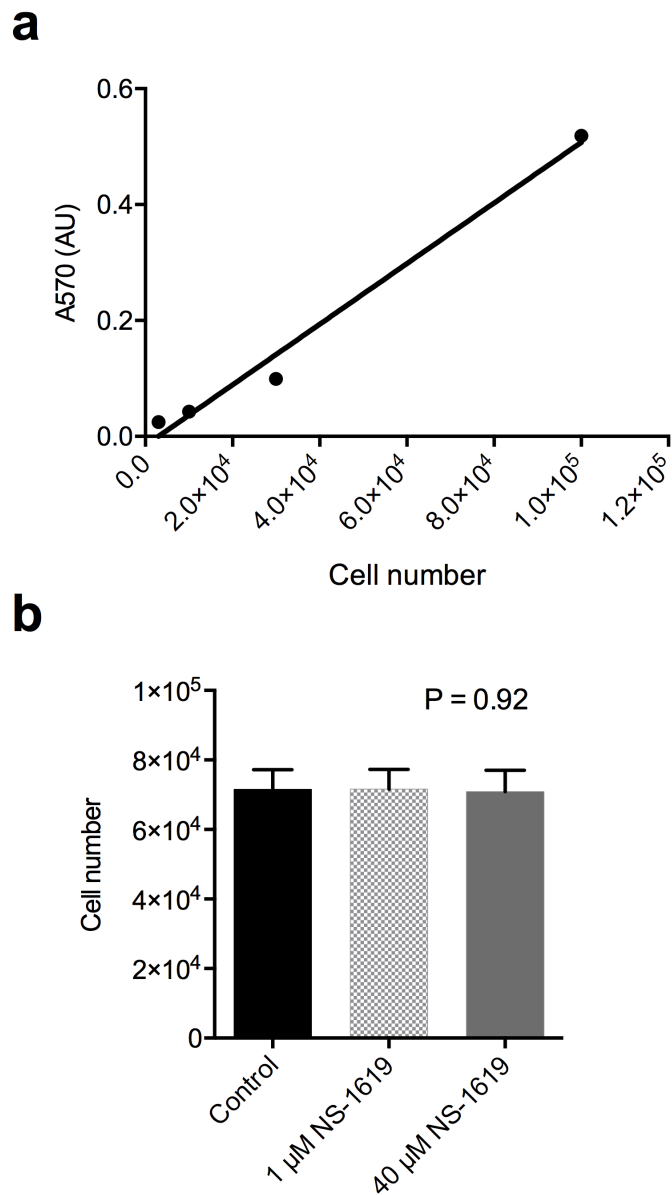 a
0.6
0.4
0.2
0.0
A570 (AU)
0.0
2.0×10⁴
4.0×10⁴
6.0×10⁴
8.0×10⁴
1.0×10⁵
1.2×10⁵
Cell number
b
P = 0.92
1×10⁵
8×10⁴
6×10⁴
4×10⁴
2×10⁴
0
Cell number
Control
1 µM NS-1619
40 µM NS-1619